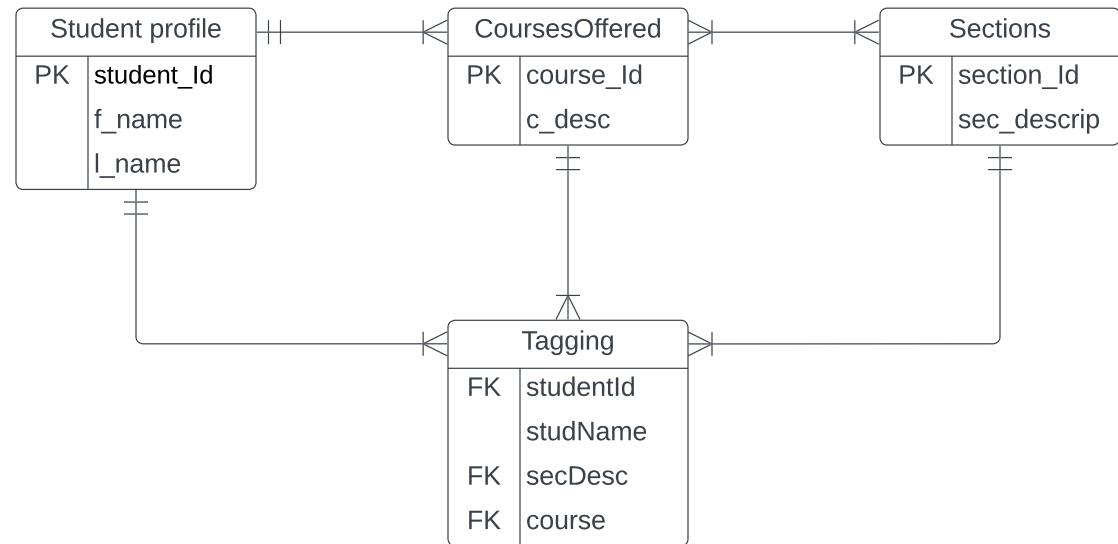 Student profile
PK student_Id
f_name
l_name
CoursesOffered
PK course_Id
c_desc
Sections
PK section_Id
sec_descrip
Tagging
FK studentId
studName
FK secDesc
FK course